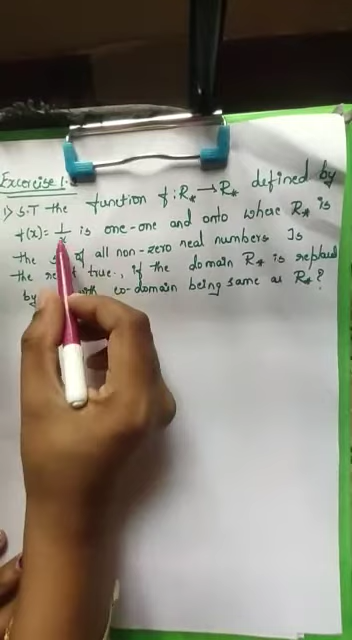 Exercise 1:
1) S.T the function f: R* → R* defined by
f(x) = 1/x is one-one and onto where R* is
the of all non-zero real numbers Is
the true, if the domain R* is replaced
by with co-domain being same as R*?